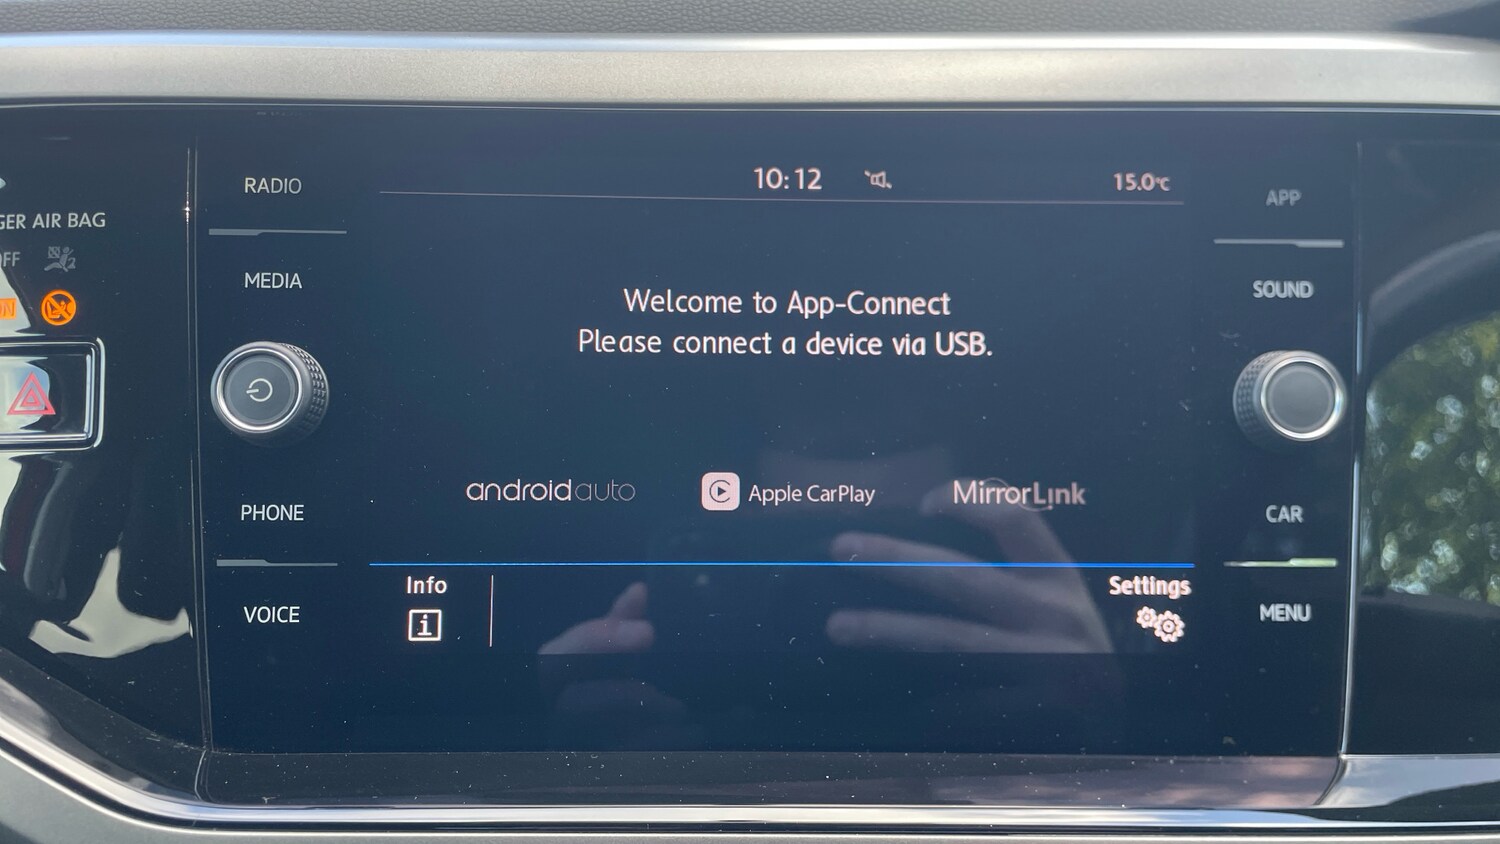 RADIO
MEDIA
PHONE
VOICE
AIR BAG
10:12
15.0°C
Welcome to App-Connect
Please connect a device via USB.
androidauto
Apple CarPlay
MirrorLink
Info
i
Settings
APP
SOUND
CAR
MENU